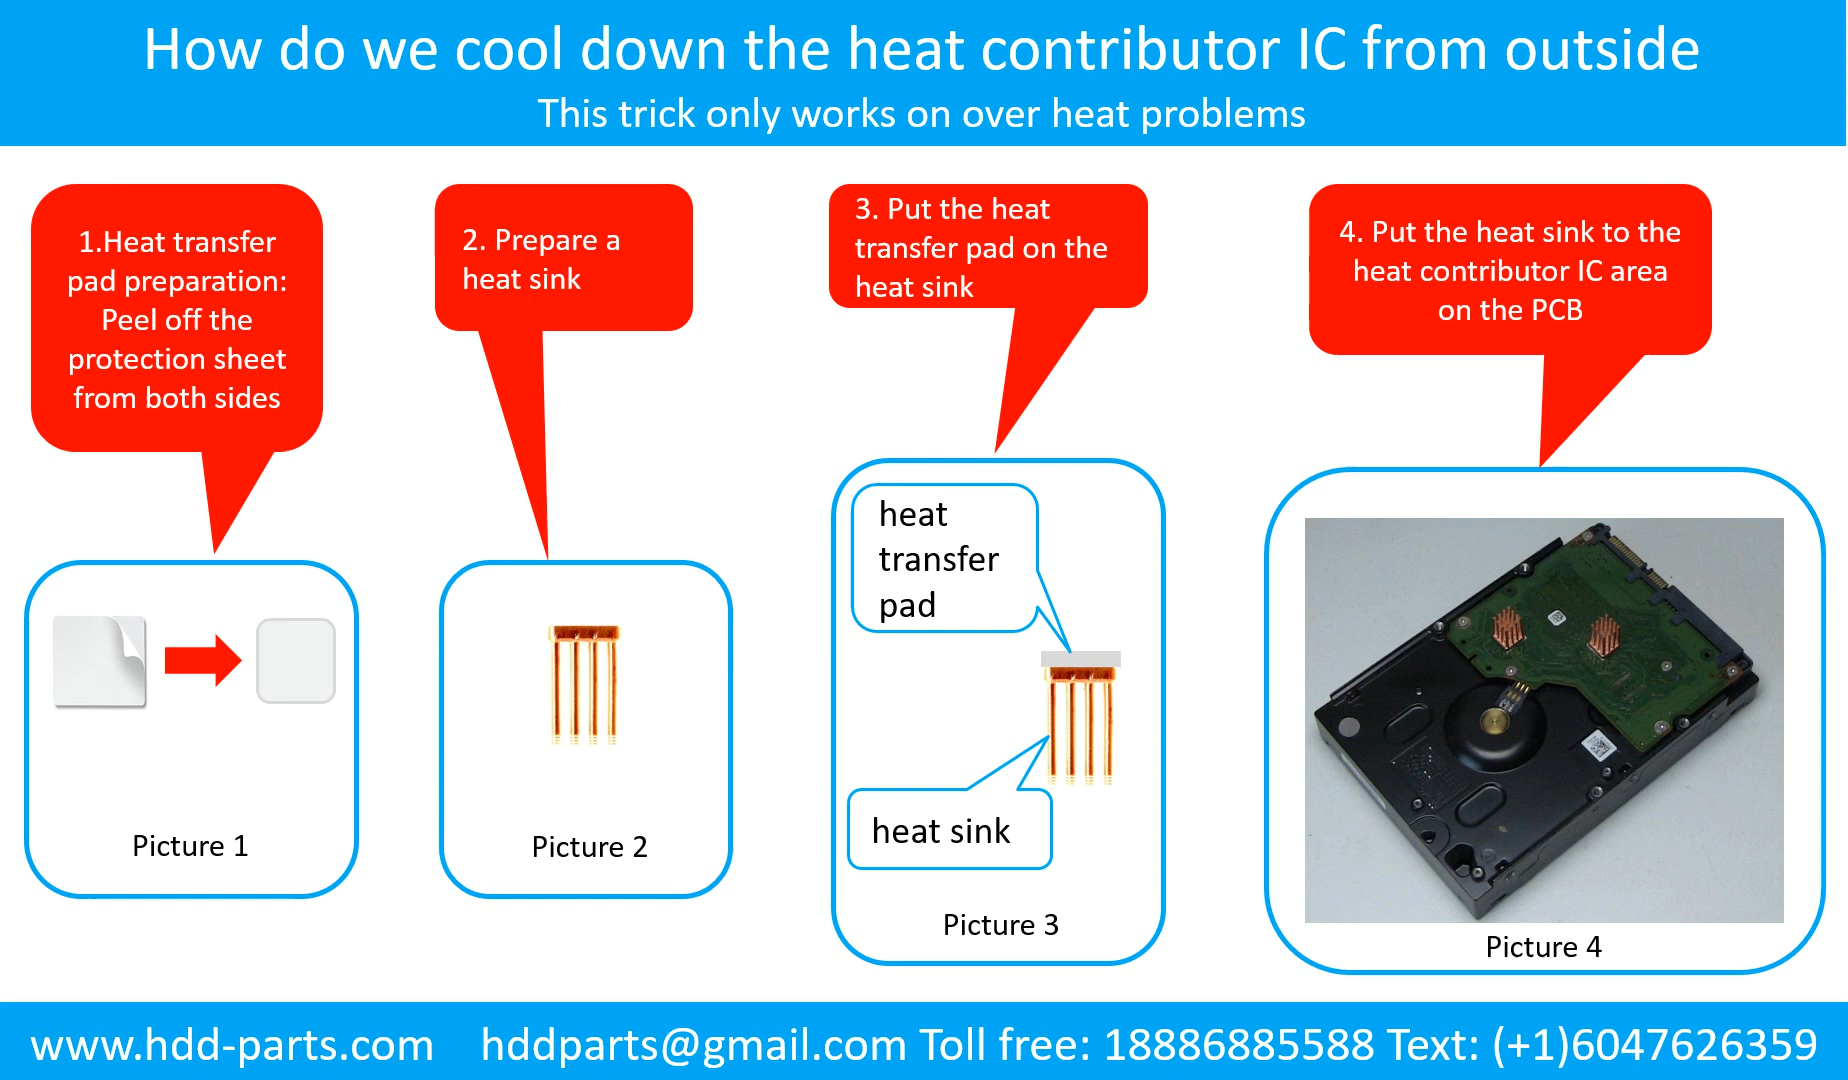 How do we cool down the heat contributor IC from outside
This trick only works on over heat problems
1.Heat transfer
pad preparation:
Peel off the
protection sheet
from both sides
2. Prepare a
heat sink
3. Put the heat
transfer pad on the
heat sink
4. Put the heat sink to the
heat contributor IC area
on the PCB
Picture 1
Picture 2
heat
transfer
pad
heat sink
Picture 3
Picture 4
www.hdd-parts.com hddparts@gmail.com Toll free: 18886885588 Text: (+1)6047626359